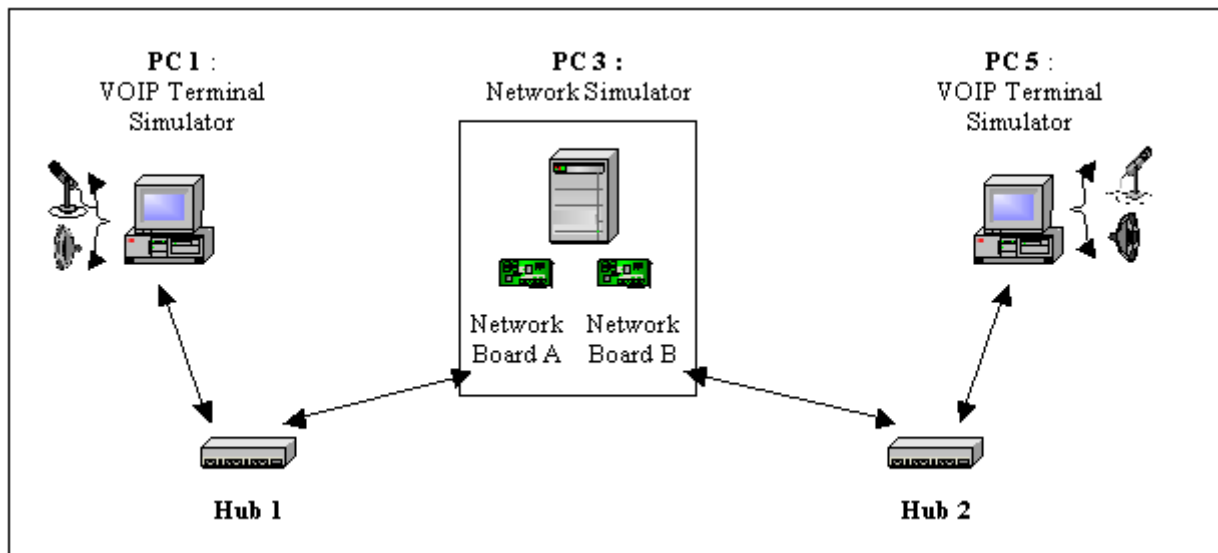 PC 1 :
VOIP Terminal
Simulator
PC 3 :
Network Simulator
PC 5 :
VOIP Terminal
Simulator
Network
Board A
Network
Board B
Hub 1
Hub 2